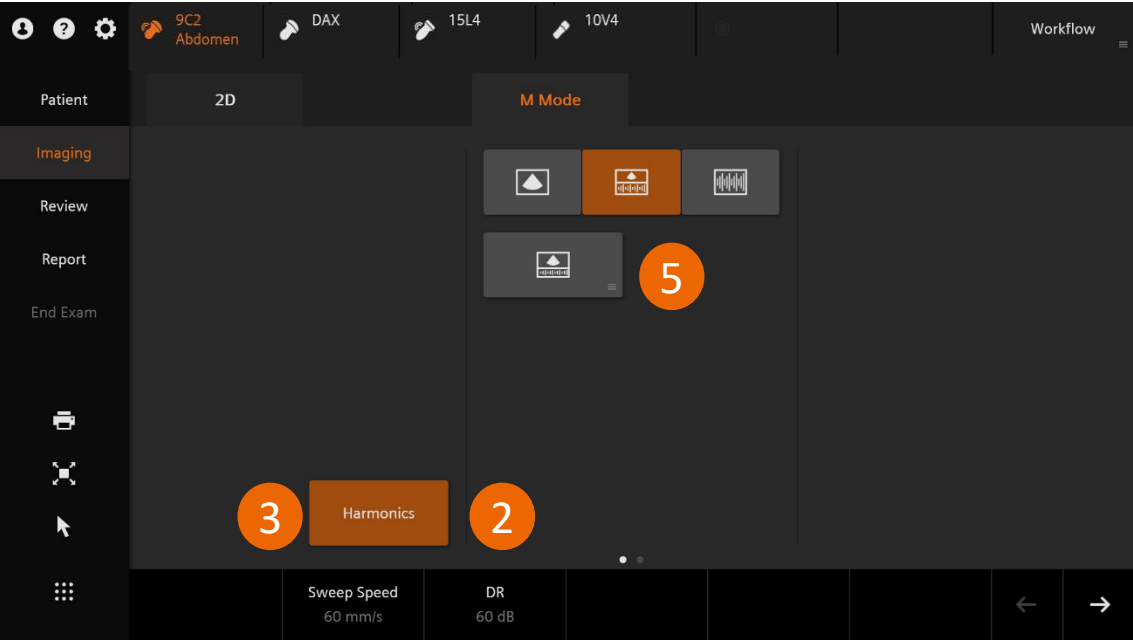 9C2
Abdomen
DAX
15L4
10V4
Workflow
Patient
2D
M Mode
Imaging
Review
Report
5
End Exam
3
Harmonics
2
Sweep Speed
60 mm/s
DR
60 dB